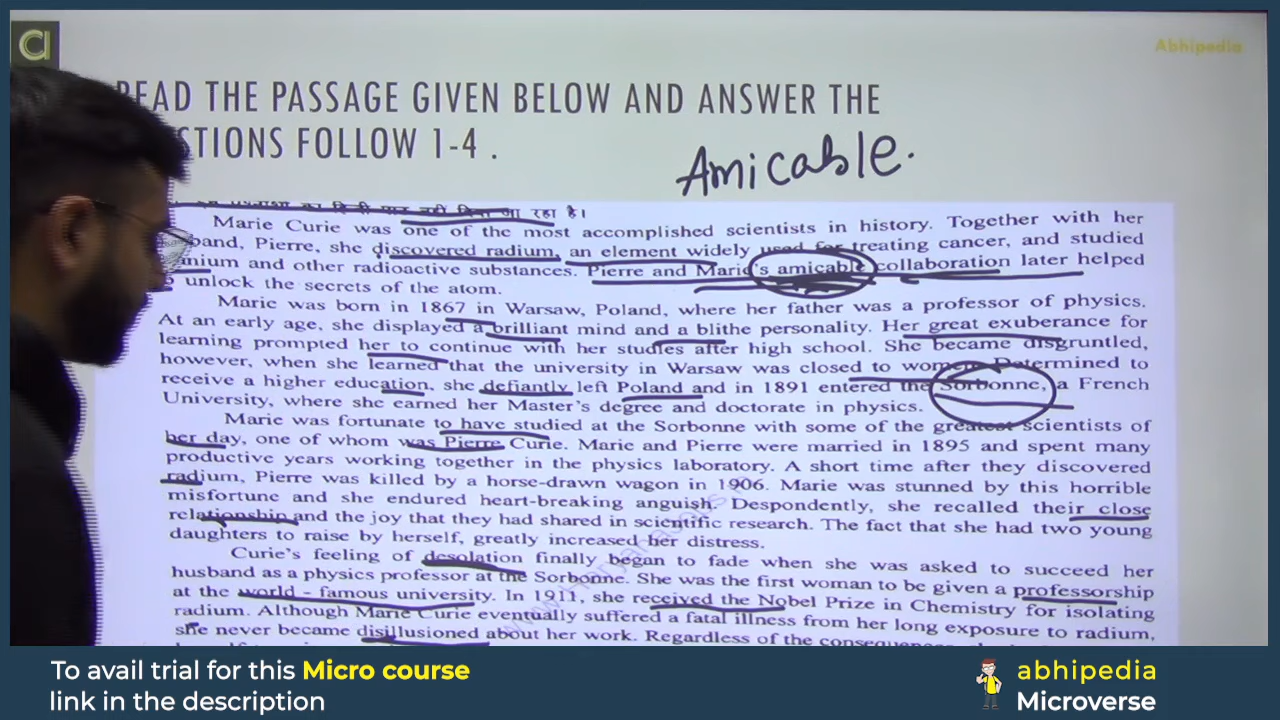 Abhipedia
READ THE PASSAGE GIVEN BELOW AND ANSWER THE
STIONS FOLLOW 1-4 .
Amicable.
जा रहा है।
Marie Curie was one of the most accomplished scientists in history. Together with her
band, Pierre, she discovered radium, an element widely used for treating cancer, and studied
nium and other radioactive substances. Pierre and Marie's amicable collaboration later helped
unlock the secrets of the atom.
Marie was born in 1867 in Warsaw, Poland, where her father was a professor of physics.
At an early age, she displayed a brilliant mind and a blithe personality. Her great exuberance for
learning prompted her to continue with her studies after high school. She became disgruntled,
however, when she learned that the university in Warsaw was closed to women. Determined to
receive a higher education, she defiantly left Poland and in 1891 entered the Sorbonne, a French
University, where she earned her Master's degree and doctorate in physics.
Marie was fortunate to have studied at the Sorbonne with some of the greatest scientists of
her day, one of whom was Pierre Curie. Marie and Pierre were married in 1895 and spent many
productive years working together in the physics laboratory. A short time after they discovered
radium, Pierre was killed by a horse-drawn wagon in 1906. Marie was stunned by this horrible
misfortune and she endured heart-breaking anguish. Despondently, she recalled their close
relationship and the joy that they had shared in scientific research. The fact that she had two young
daughters to raise by herself, greatly increased her distress.
Curie's feeling of desolation finally began to fade when she was asked to succeed her
husband as a physics professor at the Sorbonne. She was the first woman to be given a professorship
at the world - famous university. In 1911, she received the Nobel Prize in Chemistry for isolating
radium. Although Marie Curie eventually suffered a fatal illness from her long exposure to radium,
she never became disillusioned about her work. Regardless of the consequences
To avail trial for this Micro course
link in the description
abhipedia
Microverse